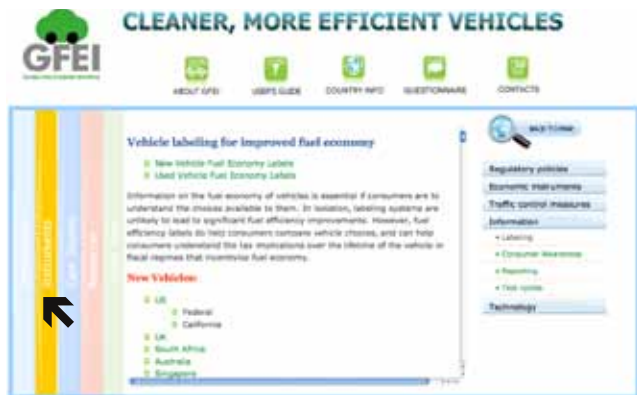 CLEANER, MORE EFFICIENT VEHICLES
GFEI
ABOUT GFEI
USER'S GUIDE
COUNTRY INFO
QUESTIONNAIRE
CONTACTS
Vehicle labeling for improved fuel economy
New Vehicle Fuel Economy Labels
Used Vehicle Fuel Economy Labels
Information on the fuel economy of vehicles is essential if consumers are to
understand the choices available to them. In isolation, labeling systems are
unlikely to lead to significant fuel efficiency improvements. However, fuel
efficiency labels do help consumers compare vehicle choices, and can help
consumers understand the tax implications over the lifetime of the vehicle in
fiscal regimes that incentivise fuel economy.
New Vehicles:
US
Federal
California
UK
South Africa
Australia
Singapore
Instruments
BACK TO MAP
Regulatory policies
Economic instruments
Traffic control measures
Information
Labeling
Consumer Awareness
Reporting
Test cycles
Technology